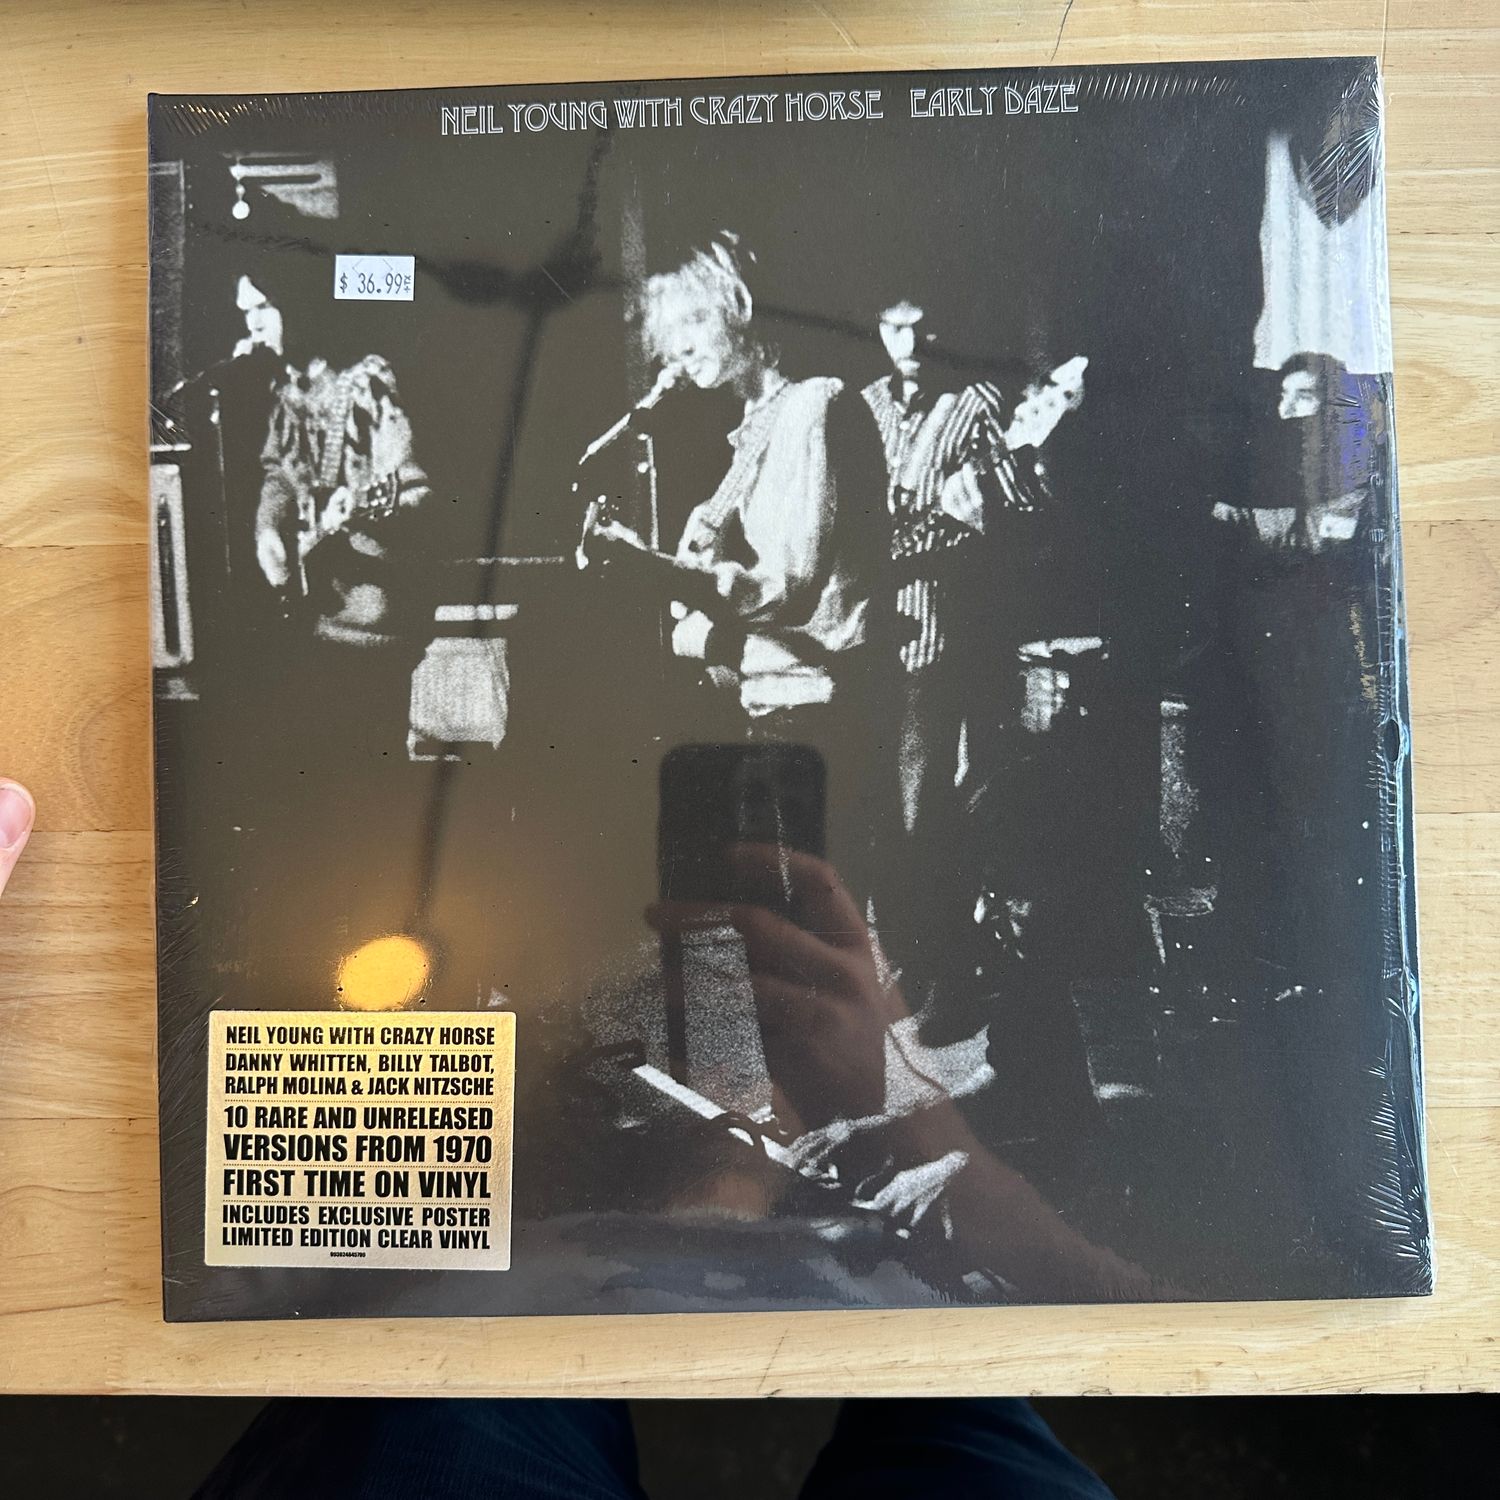 NEIL YOUNG WITH CRAZY HORSE EARLY DAZE
$ 36.99
NEIL YOUNG WITH CRAZY HORSE
DANNY WHITTEN, BILLY TALBOT,
RALPH MOLINA & JACK NITZSCHE
10 RARE AND UNRELEASED
VERSIONS FROM 1970
FIRST TIME ON VINYL
INCLUDES EXCLUSIVE POSTER
LIMITED EDITION CLEAR VINYL